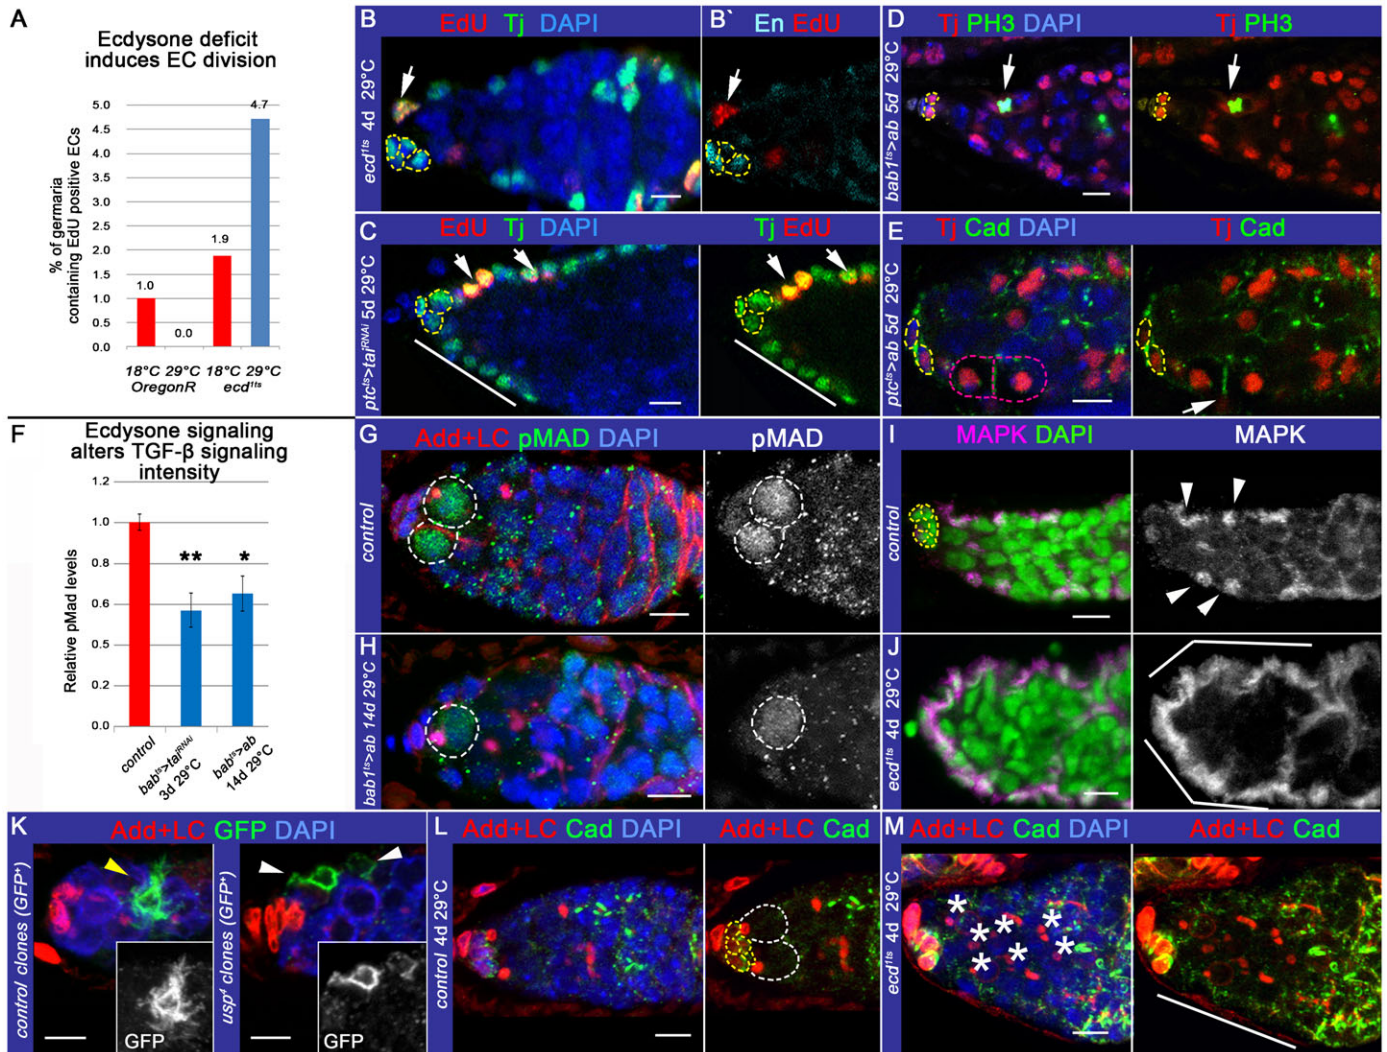 A
Ecdysone deficit
induces EC division
% of germaria
containing EdU positive ECs
5.0
4.5
4.0
3.5
3.0
2.5
2.0
1.5
1.0
0.5
0.0
1.0
0.0
1.9
4.7
18°C 29°C 18°C 29°C
OregonR ecd¹ᵗˢ
B
EdU Tj DAPI
ecd¹ᵗˢ 4d 29°C
B`
En EdU
C
EdU Tj DAPI
Tj EdU
ptcᵗˢ>taiᴿᴺᴬⁱ 5d 29°C
D
Tj PH3 DAPI
Tj PH3
bab1ᵗˢ>ab 5d 29°C
E
Tj Cad DAPI
Tj Cad
ptcᵗˢ>ab 5d 29°C
F
Ecdysone signaling
alters TGF-β signaling
intensity
Relative pMad levels
1.2
1.0
0.8
0.6
0.5
0.2
0.0
**
*
control
babᵗˢ>taiᴿᴺᴬⁱ
3d 29°C
babᵗˢ>ab
14d 29°C
G
Add+LC pMAD DAPI
pMAD
control
H
bab1ᵗˢ>ab 14d 29°C
I
MAPK DAPI
MAPK
control
J
ecd¹ᵗˢ 4d 29°C
K
Add+LC GFP DAPI
control clones (GFP⁺)
GFP
usp⁴ clones (GFP⁺)
GFP
L
Add+LC Cad DAPI
Add+LC Cad
control 4d 29°C
M
Add+LC Cad DAPI
Add+LC Cad
ecd¹ᵗˢ 4d 29°C
* * * * * * *